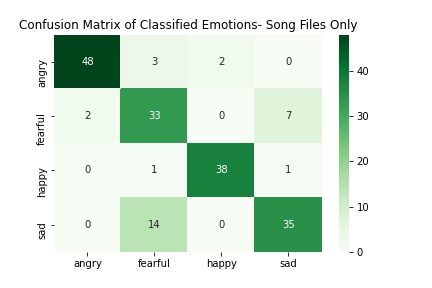 Confusion Matrix of Classified Emotions- Song Files Only
angry 48 3 2 0
fearful 2 33 0 7
happy 0 1 38 1
sad 0 14 0 35
angry fearful happy sad
40
30
20
10
0